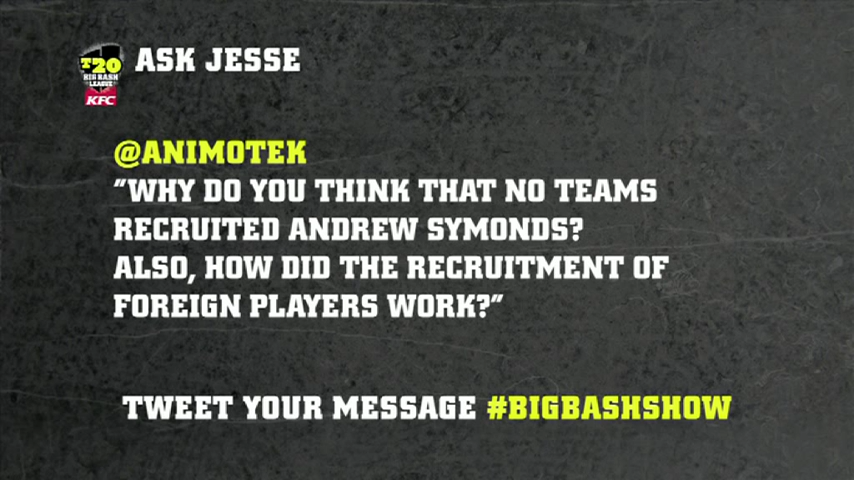 T20
BIG BASH
LEAGUE
KFC
ASK JESSE
@ANIMOTEK
"WHY DO YOU THINK THAT NO TEAMS
RECRUITED ANDREW SYMONDS?
ALSO, HOW DID THE RECRUITMENT OF
FOREIGN PLAYERS WORK?"
TWEET YOUR MESSAGE #BIGBASHSHOW